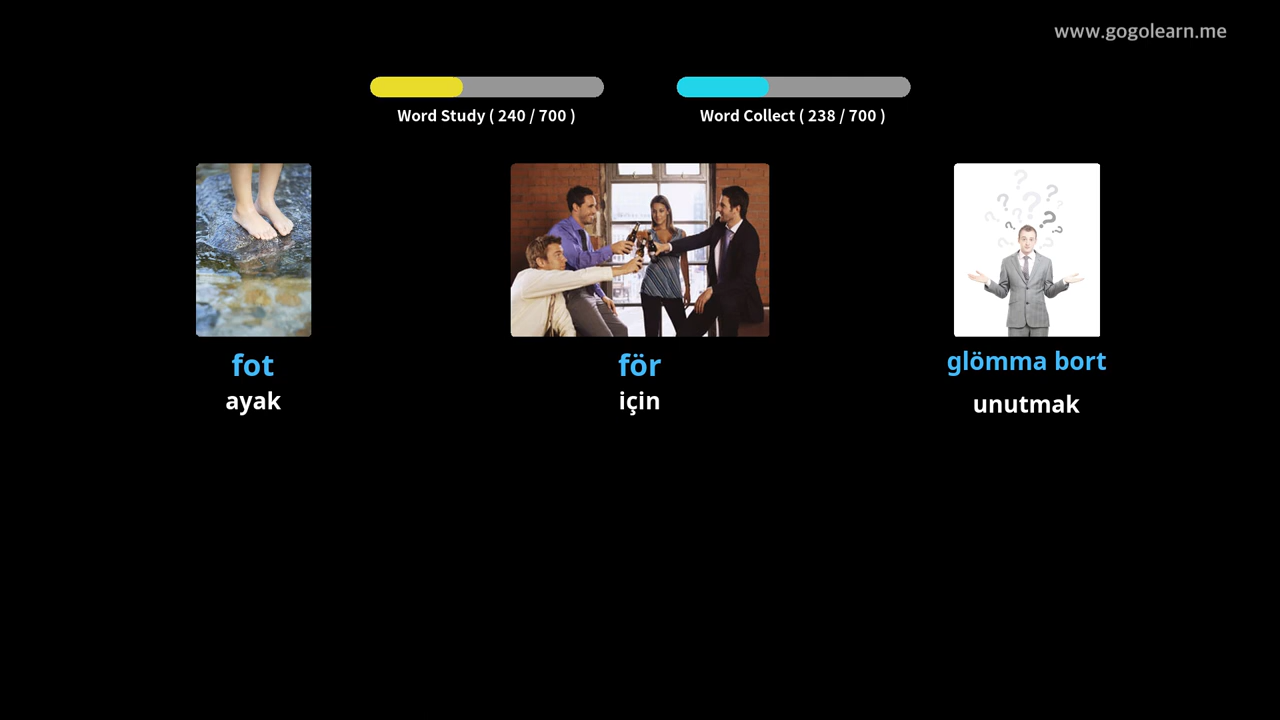 www.gogolearn.me
Word Study ( 240 / 700 )
Word Collect ( 238 / 700 )
fot
ayak
för
için
glömma bort
unutmak